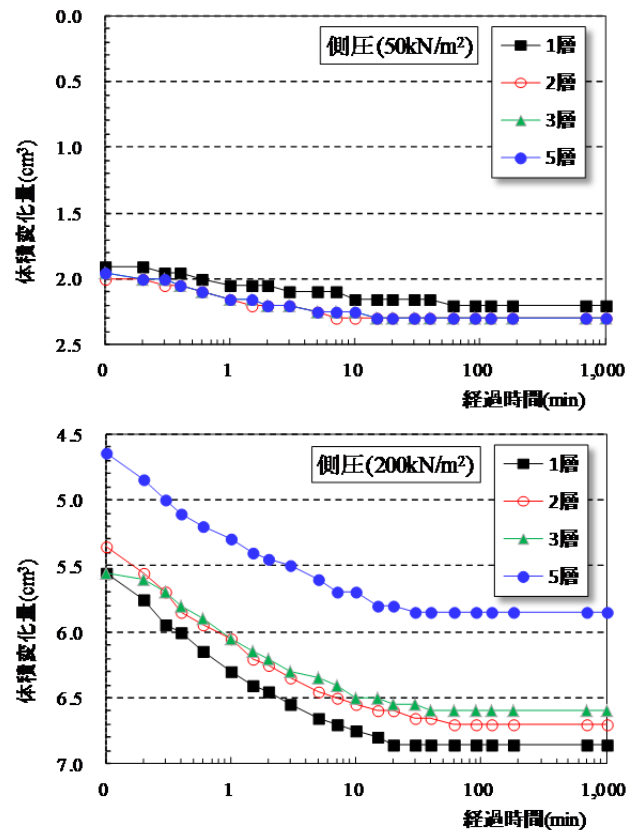 0.0
0.5
1.0
1.5
2.0
2.5
体積変化量(cm³)
側圧(50kN/m²)
1層
2層
3層
5層
0 1 10 100 1,000
経過時間(min)
4.5
5.0
5.5
6.0
6.5
7.0
体積変化量(cm³)
側圧(200kN/m²)
1層
2層
3層
5層
0 1 10 100 1,000
経過時間(min)